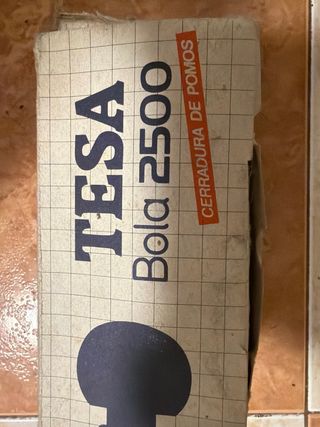 TESA
Bola 2500
CERRADURA DE POMOS